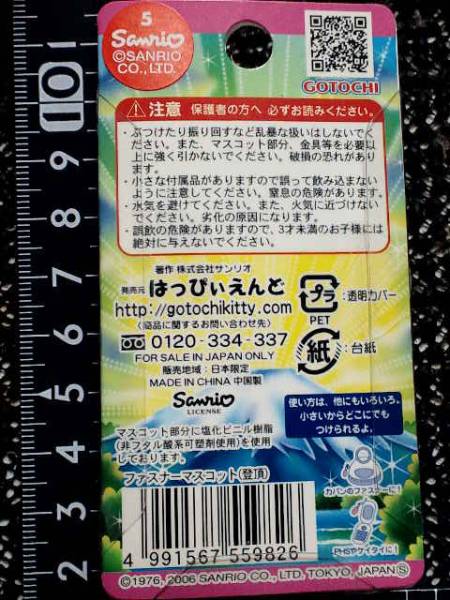 5
Sanrio
©SANRIO
CO., LTD.
GOTOCHI
注意 保護者の方へ 必ずお読みください。
・ぶつけたり振り回すなど乱暴な扱いはしないでください。また、マスコット部分、金具等を必要以上に強く引かないでください。破損の恐れがあります。
・小さな付属品がありますので誤って飲み込まないように注意してください。窒息の危険があります。
・水気を避けてください。また、火気に近づけないでください。劣化の原因になります。
・誤飲の危険がありますので、3才未満のお子様には絶対に与えないでください。
著作 株式会社サンリオ
発売元 はっぴぃえんど
http://gotochikitty.com
〈商品に関するお問い合わせ先〉
0120-334-337
FOR SALE IN JAPAN ONLY
販売地域:日本限定
MADE IN CHINA 中国製
Sanrio
LICENSE
プラ :透明カバー
PET
紙 :台紙
使い方は、他にもいろいろ。
小さいからどこにでも
つけられるよ。
マスコット部分に塩化ビニル樹脂
(非フタル酸系可塑剤使用)を使用
しております。
ファスナーマスコット(登頂)
カバンのファスナーに!
PHSやケイタイに!
4 991567 559826
©1976, 2006 SANRIO CO., LTD. TOKYO, JAPAN Ⓢ
10
9
8
7
6
5
4
3
2